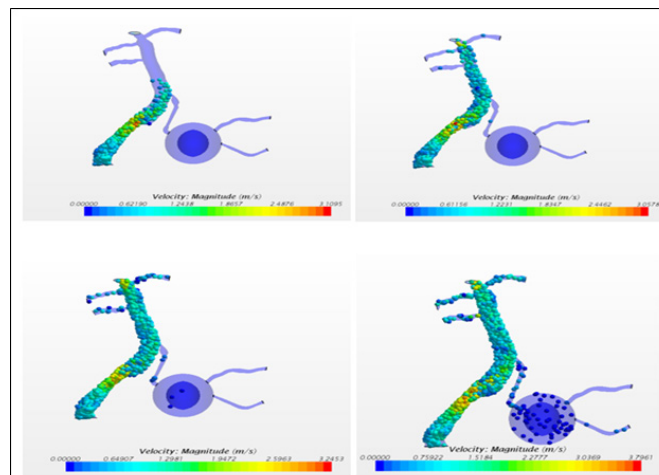 Velocity: Magnitude (m/s)
0.00000 0.62190 1.2438 1.8657 2.4876 3.1095
Velocity: Magnitude (m/s)
0.00000 0.61156 1.2231 1.8347 2.4462 3.0578
Velocity: Magnitude (m/s)
0.00000 0.64907 1.2981 1.9472 2.5963 3.2453
Velocity: Magnitude (m/s)
0.00000 0.75922 1.5184 2.2777 3.0369 3.7961